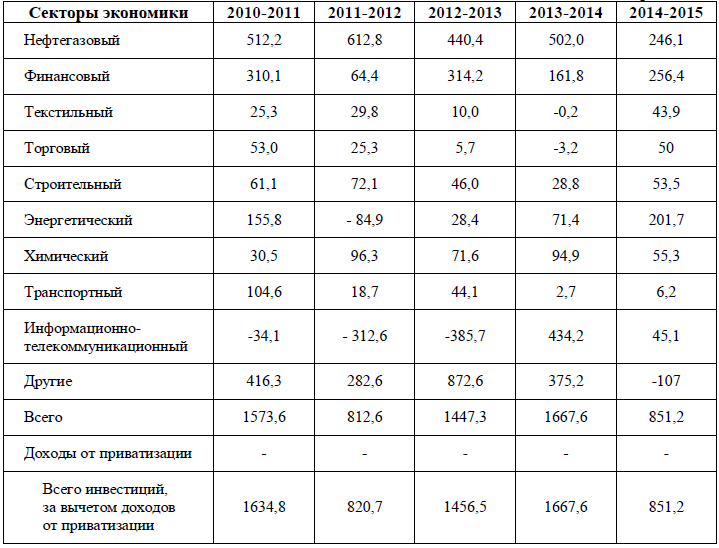 Секторы экономики 2010-2011 2011-2012 2012-2013 2013-2014 2014-2015
Нефтегазовый 512,2 612,8 440,4 502,0 246,1
Финансовый 310,1 64,4 314,2 161,8 256,4
Текстильный 25,3 29,8 10,0 -0,2 43,9
Торговый 53,0 25,3 5,7 -3,2 50
Строительный 61,1 72,1 46,0 28,8 53,5
Энергетический 155,8 - 84,9 28,4 71,4 201,7
Химический 30,5 96,3 71,6 94,9 55,3
Транспортный 104,6 18,7 44,1 2,7 6,2
Информационно-
телекоммуникационный -34,1 - 312,6 -385,7 434,2 45,1
Другие 416,3 282,6 872,6 375,2 -107
Всего 1573,6 812,6 1447,3 1667,6 851,2
Доходы от приватизации - - - - -
Всего инвестиций,
за вычетом доходов 1634,8 820,7 1456,5 1667,6 851,2
от приватизации